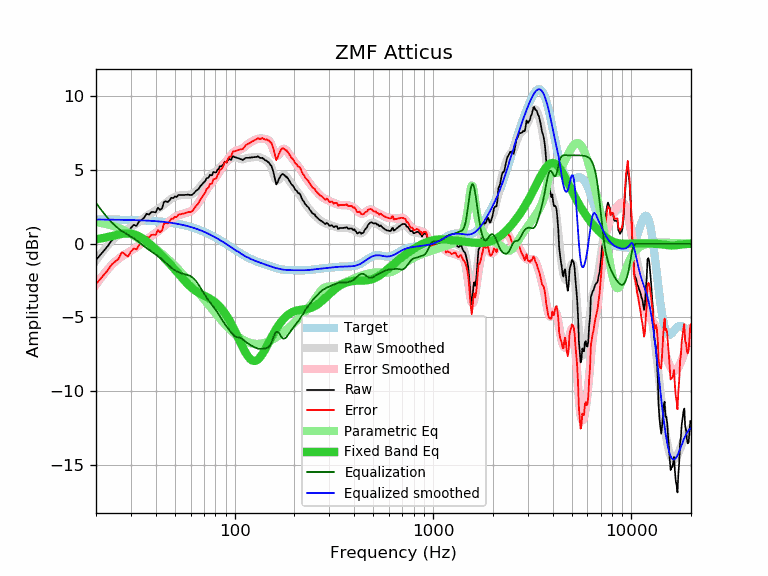 ZMF Atticus
10
5
0
−5
−10
−15
Amplitude (dBr)
Target
Raw Smoothed
Error Smoothed
Raw
Error
Parametric Eq
Fixed Band Eq
Equalization
Equalized smoothed
100 1000 10000
Frequency (Hz)